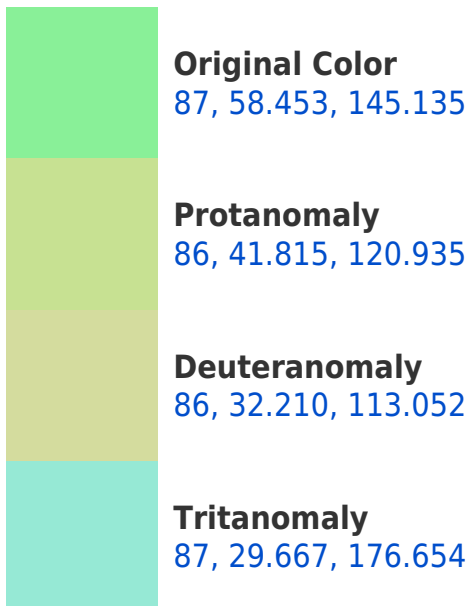 Original Color
87, 58.453, 145.135
Protanomaly
86, 41.815, 120.935
Deuteranomaly
86, 32.210, 113.052
Tritanomaly
87, 29.667, 176.654